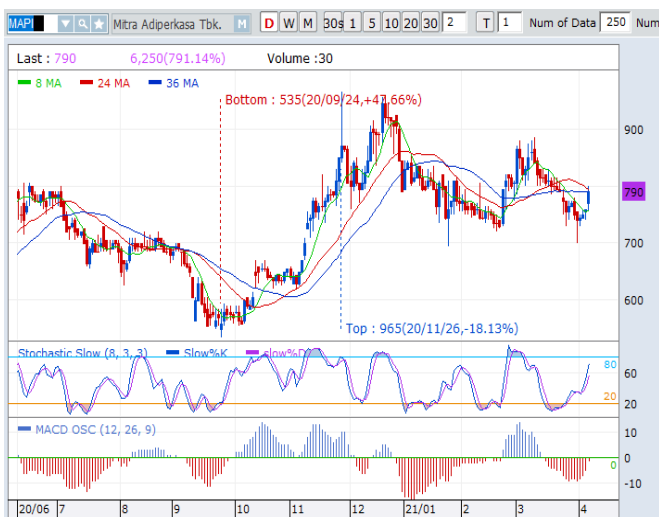 MAPI Mitra Adiperkasa Tbk. M D W M 30s 1 5 10 20 30 2 T 1 Num of Data 250 Num
Last : 790 6,250(791.14%) Volume :30
8 MA 24 MA 36 MA
Bottom : 535(20/09/24,+47.66%)
900
790
700
600
Top : 965(20/11/26,-18.13%)
Stochastic Slow (8, 3, 3) Slow%K slow%D
80
60
20
20
MACD OSC (12, 26, 9)
10
0
-10
20/06 7 8 9 10 11 12 21/01 2 3 4